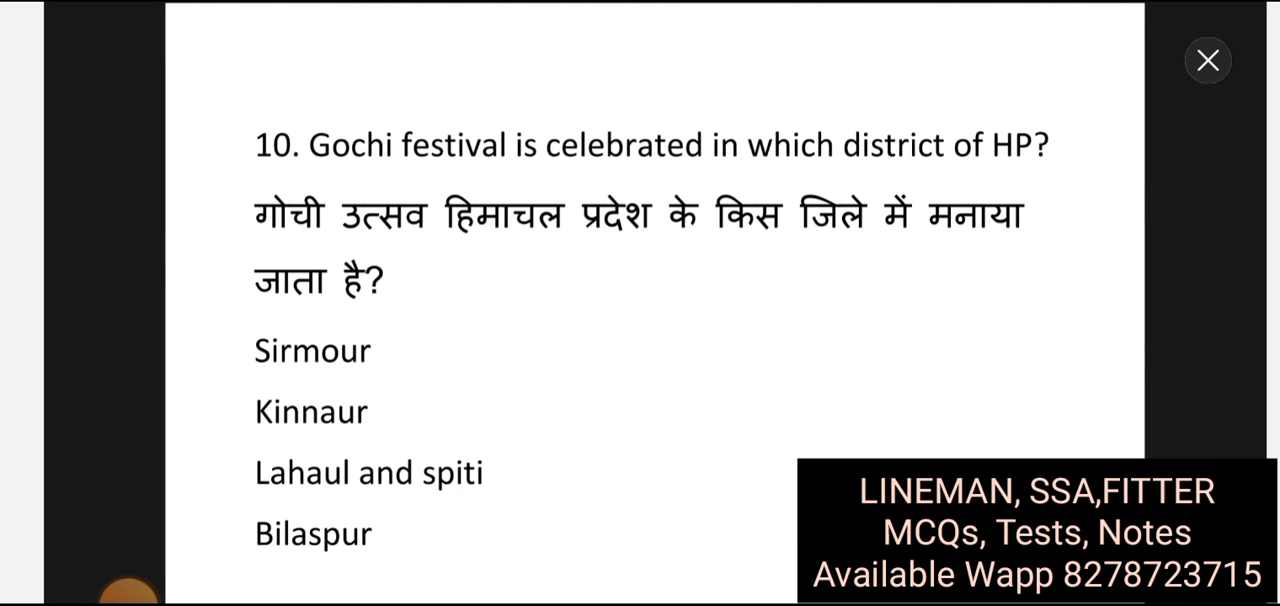 10. Gochi festival is celebrated in which district of HP?
गोची उत्सव हिमाचल प्रदेश के किस जिले में मनाया
जाता है?
Sirmour
Kinnaur
Lahaul and spiti
Bilaspur
LINEMAN, SSA,FITTER
MCQs, Tests, Notes
Available Wapp 8278723715